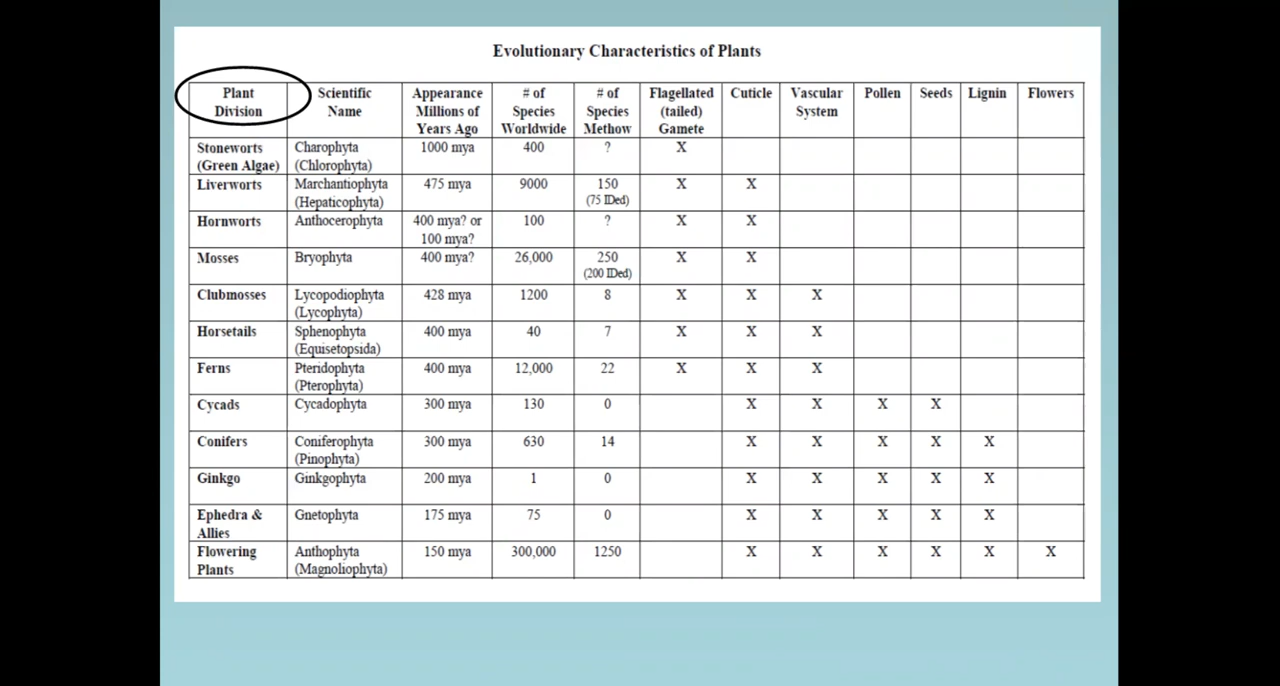 Evolutionary Characteristics of Plants
Plant Division Scientific Name Appearance Millions of Years Ago # of Species Worldwide # of Species Methow Flagellated (tailed) Gamete Cuticle Vascular System Pollen Seeds Lignin Flowers
Stoneworts (Green Algae) Charophyta (Chlorophyta) 1000 mya 400 ? X
Liverworts Marchantiophyta (Hepaticophyta) 475 mya 9000 150 (75 IDed) X X
Hornworts Anthocerophyta 400 mya? or 100 mya? 100 ? X X
Mosses Bryophyta 400 mya? 26,000 250 (200 IDed) X X
Clubmosses Lycopodiophyta (Lycophyta) 428 mya 1200 8 X X X
Horsetails Sphenophyta (Equisetopsida) 400 mya 40 7 X X X
Ferns Pteridophyta (Pterophyta) 400 mya 12,000 22 X X X
Cycads Cycadophyta 300 mya 130 0 X X X X
Conifers Coniferophyta (Pinophyta) 300 mya 630 14 X X X X X
Ginkgo Ginkgophyta 200 mya 1 0 X X X X X
Ephedra & Allies Gnetophyta 175 mya 75 0 X X X X X
Flowering Plants Anthophyta (Magnoliophyta) 150 mya 300,000 1250 X X X X X X